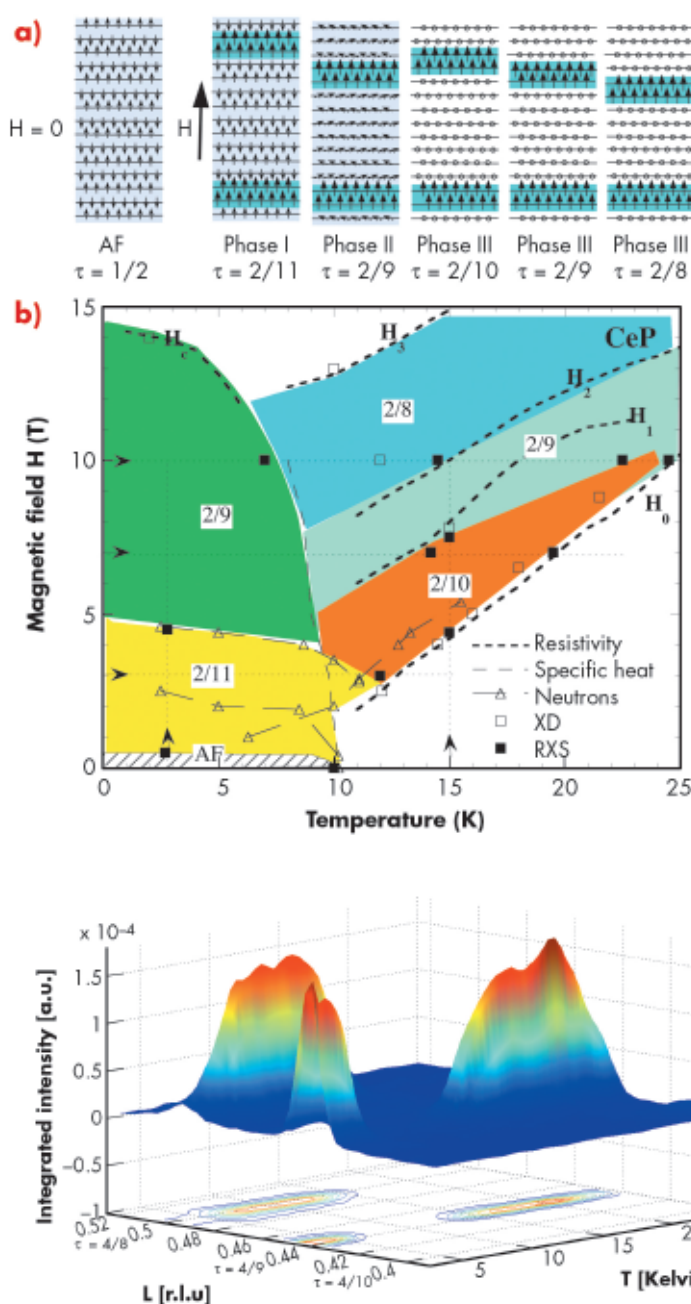 a)
H = 0
H
AF
τ = 1/2
Phase I
τ = 2/11
Phase II
τ = 2/9
Phase III
τ = 2/10
Phase III
τ = 2/9
Phase III
τ = 2/8
b)
15
10
5
0
Magnetic field H (T)
Hc
H3
CeP
H2
2/8
H1
2/9
H0
2/9
2/10
2/11
AF
Resistivity
Specific heat
Neutrons
XD
RXS
0 5 10 15 20 25
Temperature (K)
x 10⁻⁴
1.5
1
0.5
0
−0.5
−1
Integrated intensity [a.u.]
0.52
τ = 4/8
0.5
0.48
0.46
τ = 4/9
0.44
τ = 4/10
0.42
0.4
L [r.l.u]
5
10
15
T [Kelvi